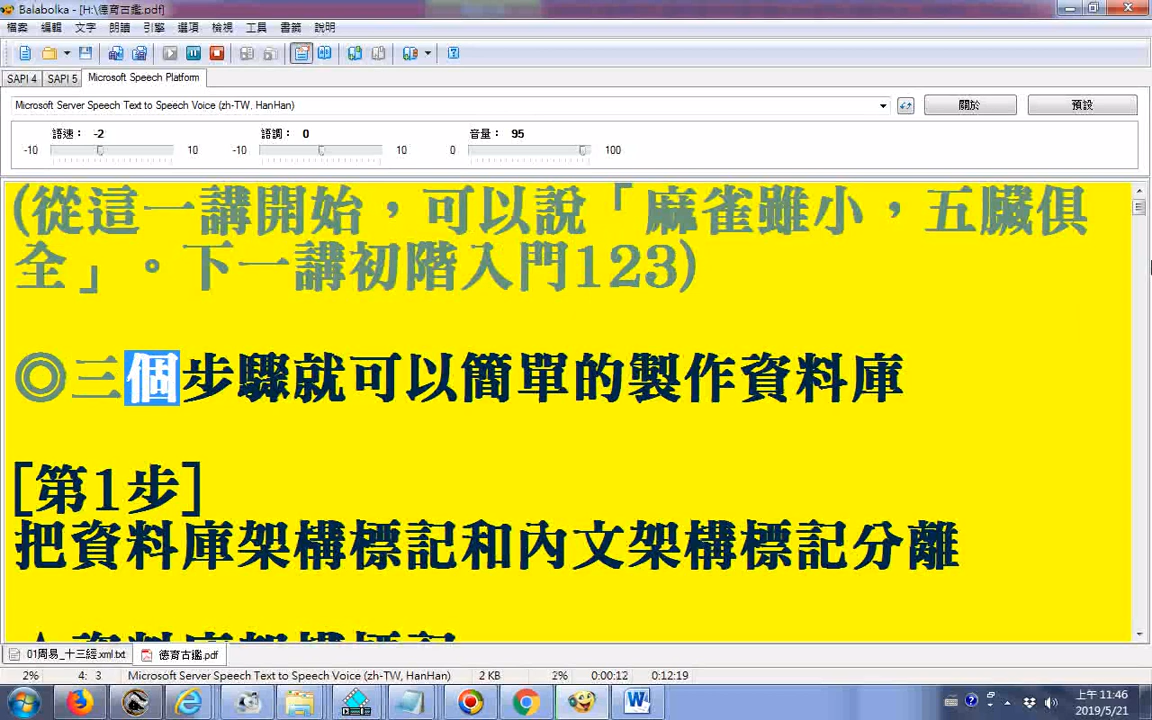 Balabolka - [H:\德育古鑑.pdf]
檔案 編輯 文字 朗讀 引擎 選項 檢視 工具 書籤 說明
SAPI 4 SAPI 5 Microsoft Speech Platform
Microsoft Server Speech Text to Speech Voice (zh-TW, HanHan) 關於 預設
語速: -2 語調: 0 音量: 95
-10 10 -10 10 0 100
(從這一講開始，可以說「麻雀雖小，五臟俱
全」。下一講初階入門123)
◎三個步驟就可以簡單的製作資料庫
[第1步]
把資料庫架構標記和內文架構標記分離
01周易_十三經.xml.txt 德育古鑑.pdf
2% 4: 3 Microsoft Server Speech Text to Speech Voice (zh-TW, HanHan) 2 KB 2% 0:00:12 0:12:19
上午 11:46
2019/5/21